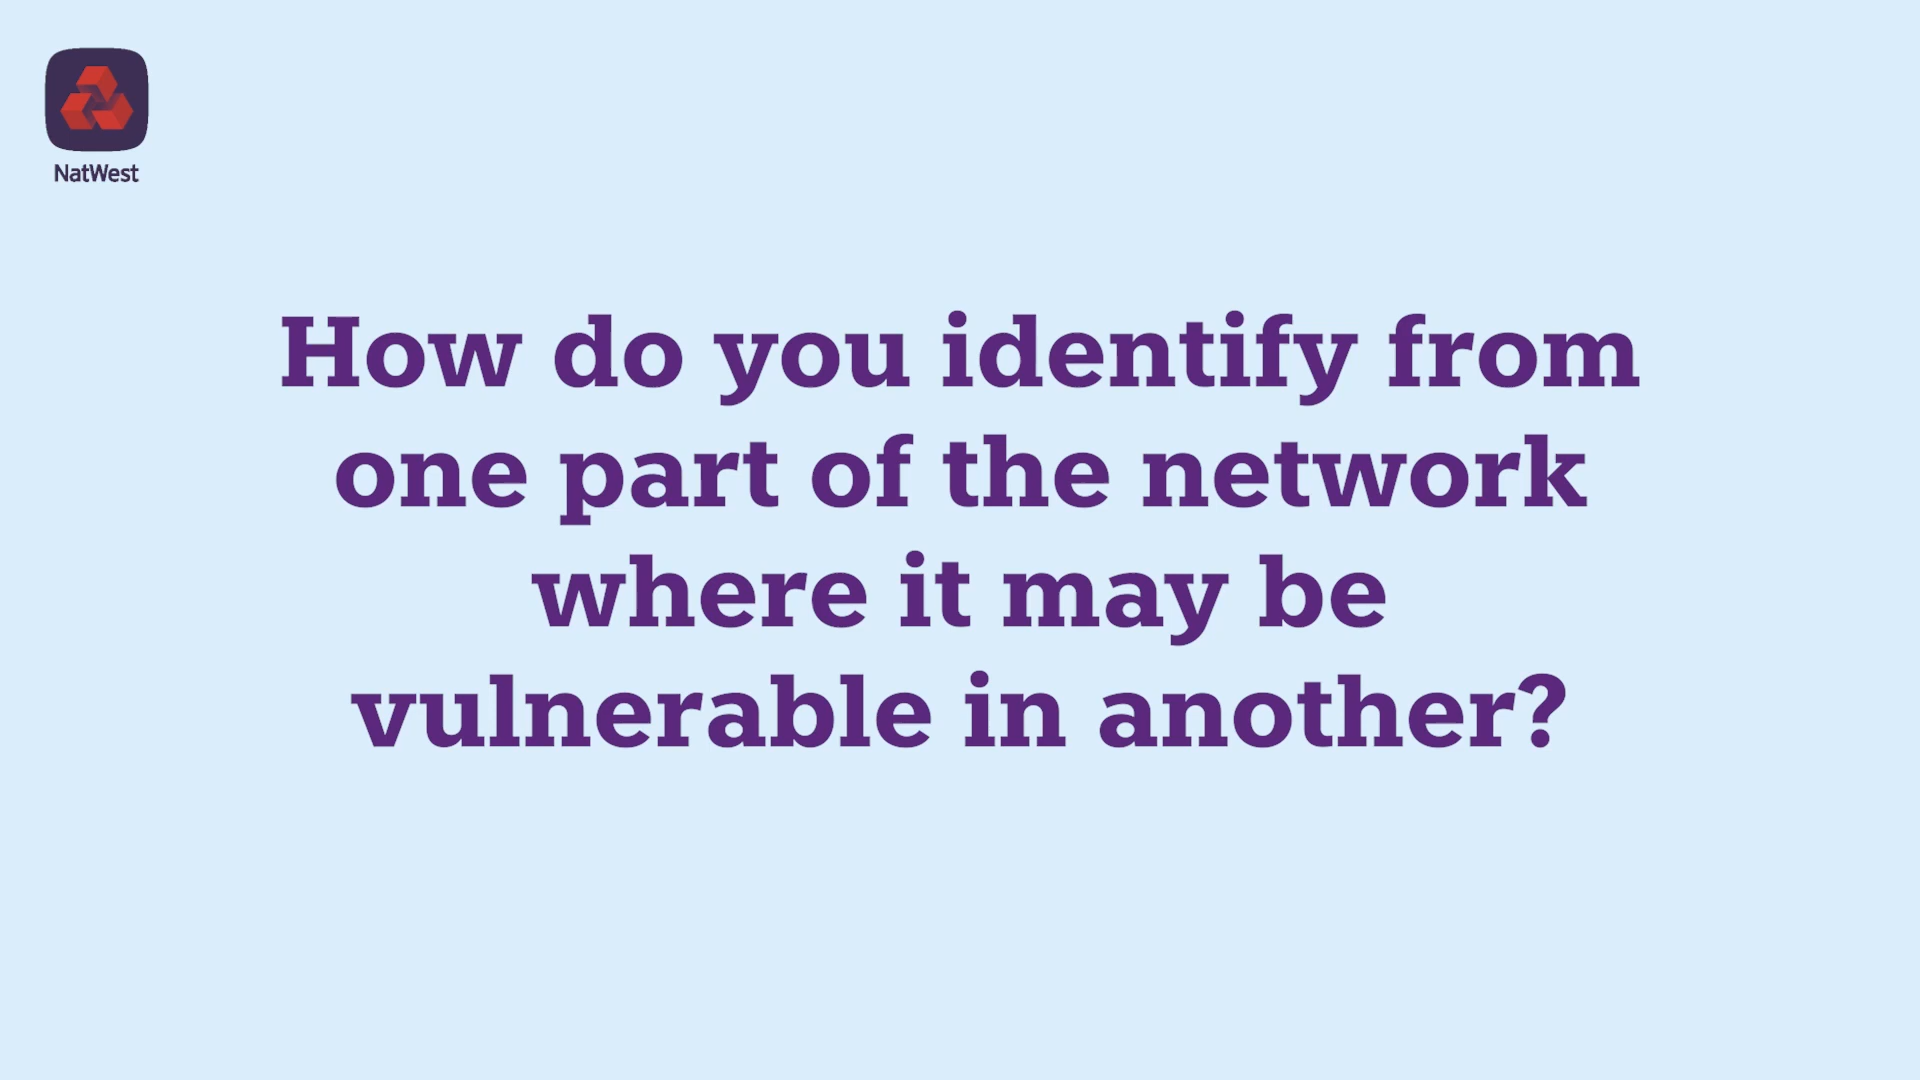 NatWest
How do you identify from
one part of the network
where it may be
vulnerable in another?